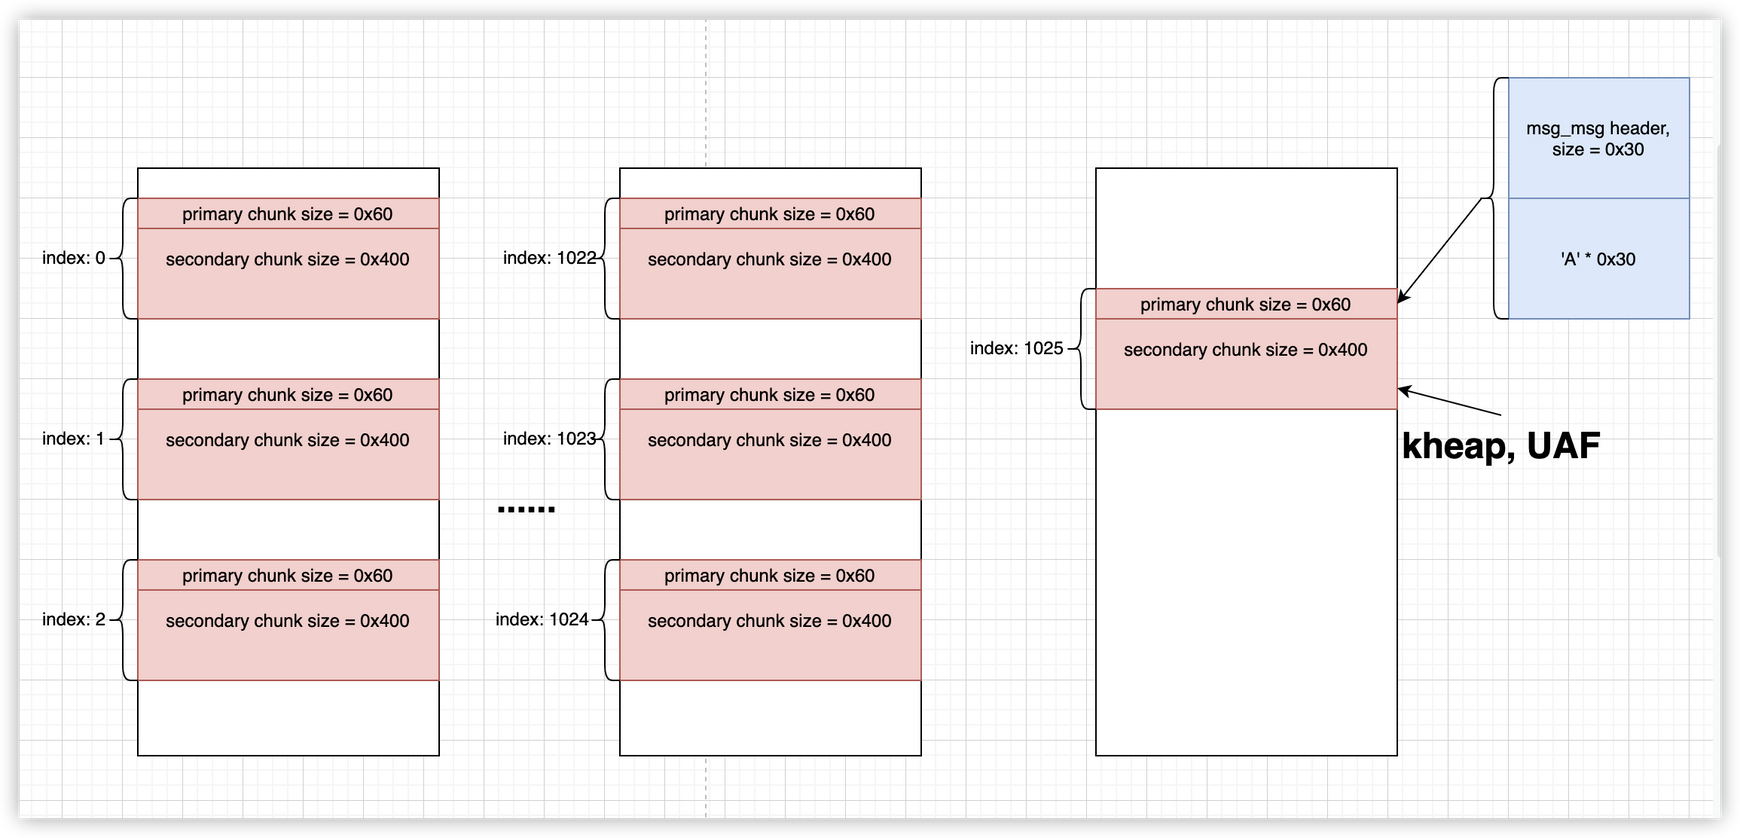 index: 0
primary chunk size = 0x60
secondary chunk size = 0x400
index: 1
primary chunk size = 0x60
secondary chunk size = 0x400
index: 2
primary chunk size = 0x60
secondary chunk size = 0x400
......
index: 1022
primary chunk size = 0x60
secondary chunk size = 0x400
index: 1023
primary chunk size = 0x60
secondary chunk size = 0x400
index: 1024
primary chunk size = 0x60
secondary chunk size = 0x400
index: 1025
primary chunk size = 0x60
secondary chunk size = 0x400
msg_msg header,
size = 0x30
'A' * 0x30
kheap, UAF